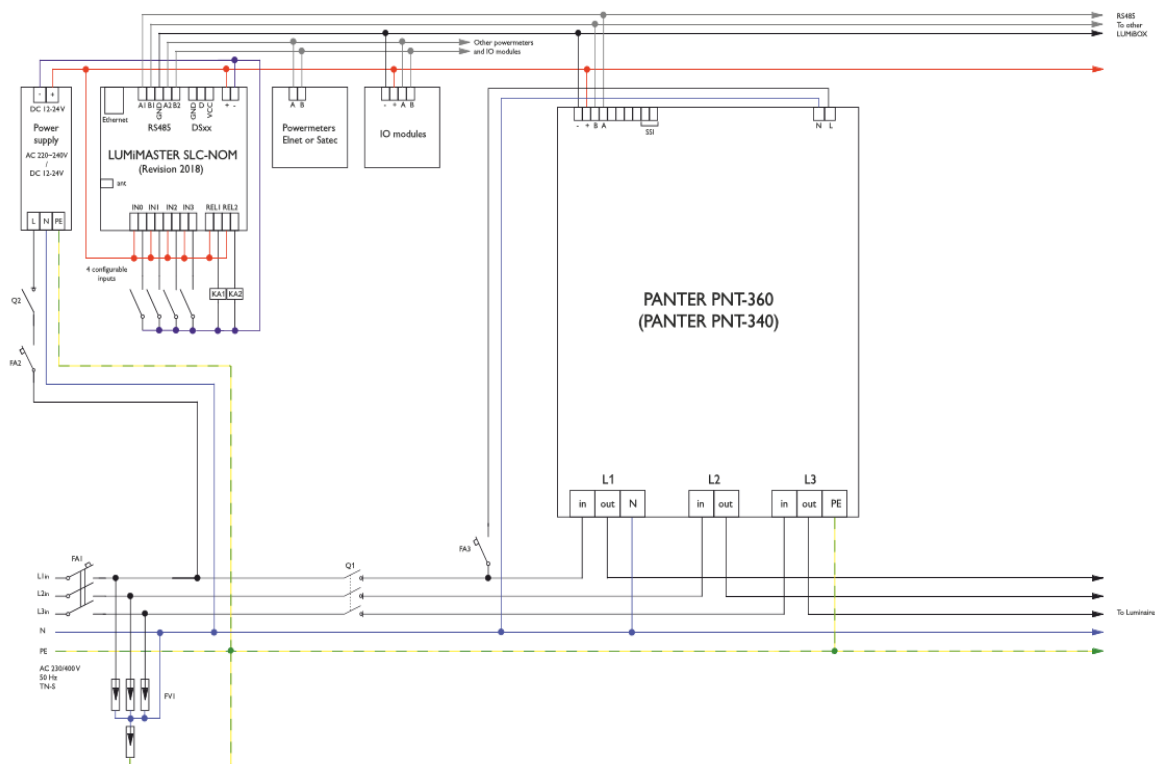 RS485
To other
LUMiBOX
Other powermeters
and IO modules
- +
DC 12-24V
Power
supply
AC 220~240V
/
DC 12-24V
L N PE
A1 B1 GND A2 B2
GND D VCC
+ -
Ethernet
RS485
DSxx
LUMiMASTER SLC-NOM
(Revision 2018)
ant
IN0 IN1 IN2 IN3 REL1 REL2
A B
Powermeters
Elnet or Satec
- + A B
IO modules
- + B A
SSI
N L
4 configurable
inputs
KA1 KA2
Q2
FA2
PANTER PNT-360
(PANTER PNT-340)
L1 L2 L3
in out N in out in out PE
FA3
FA1
Q1
L1in
L2in
L3in
To Luminaire
N
PE
AC 230/400V
50 Hz
TN-S
FV1